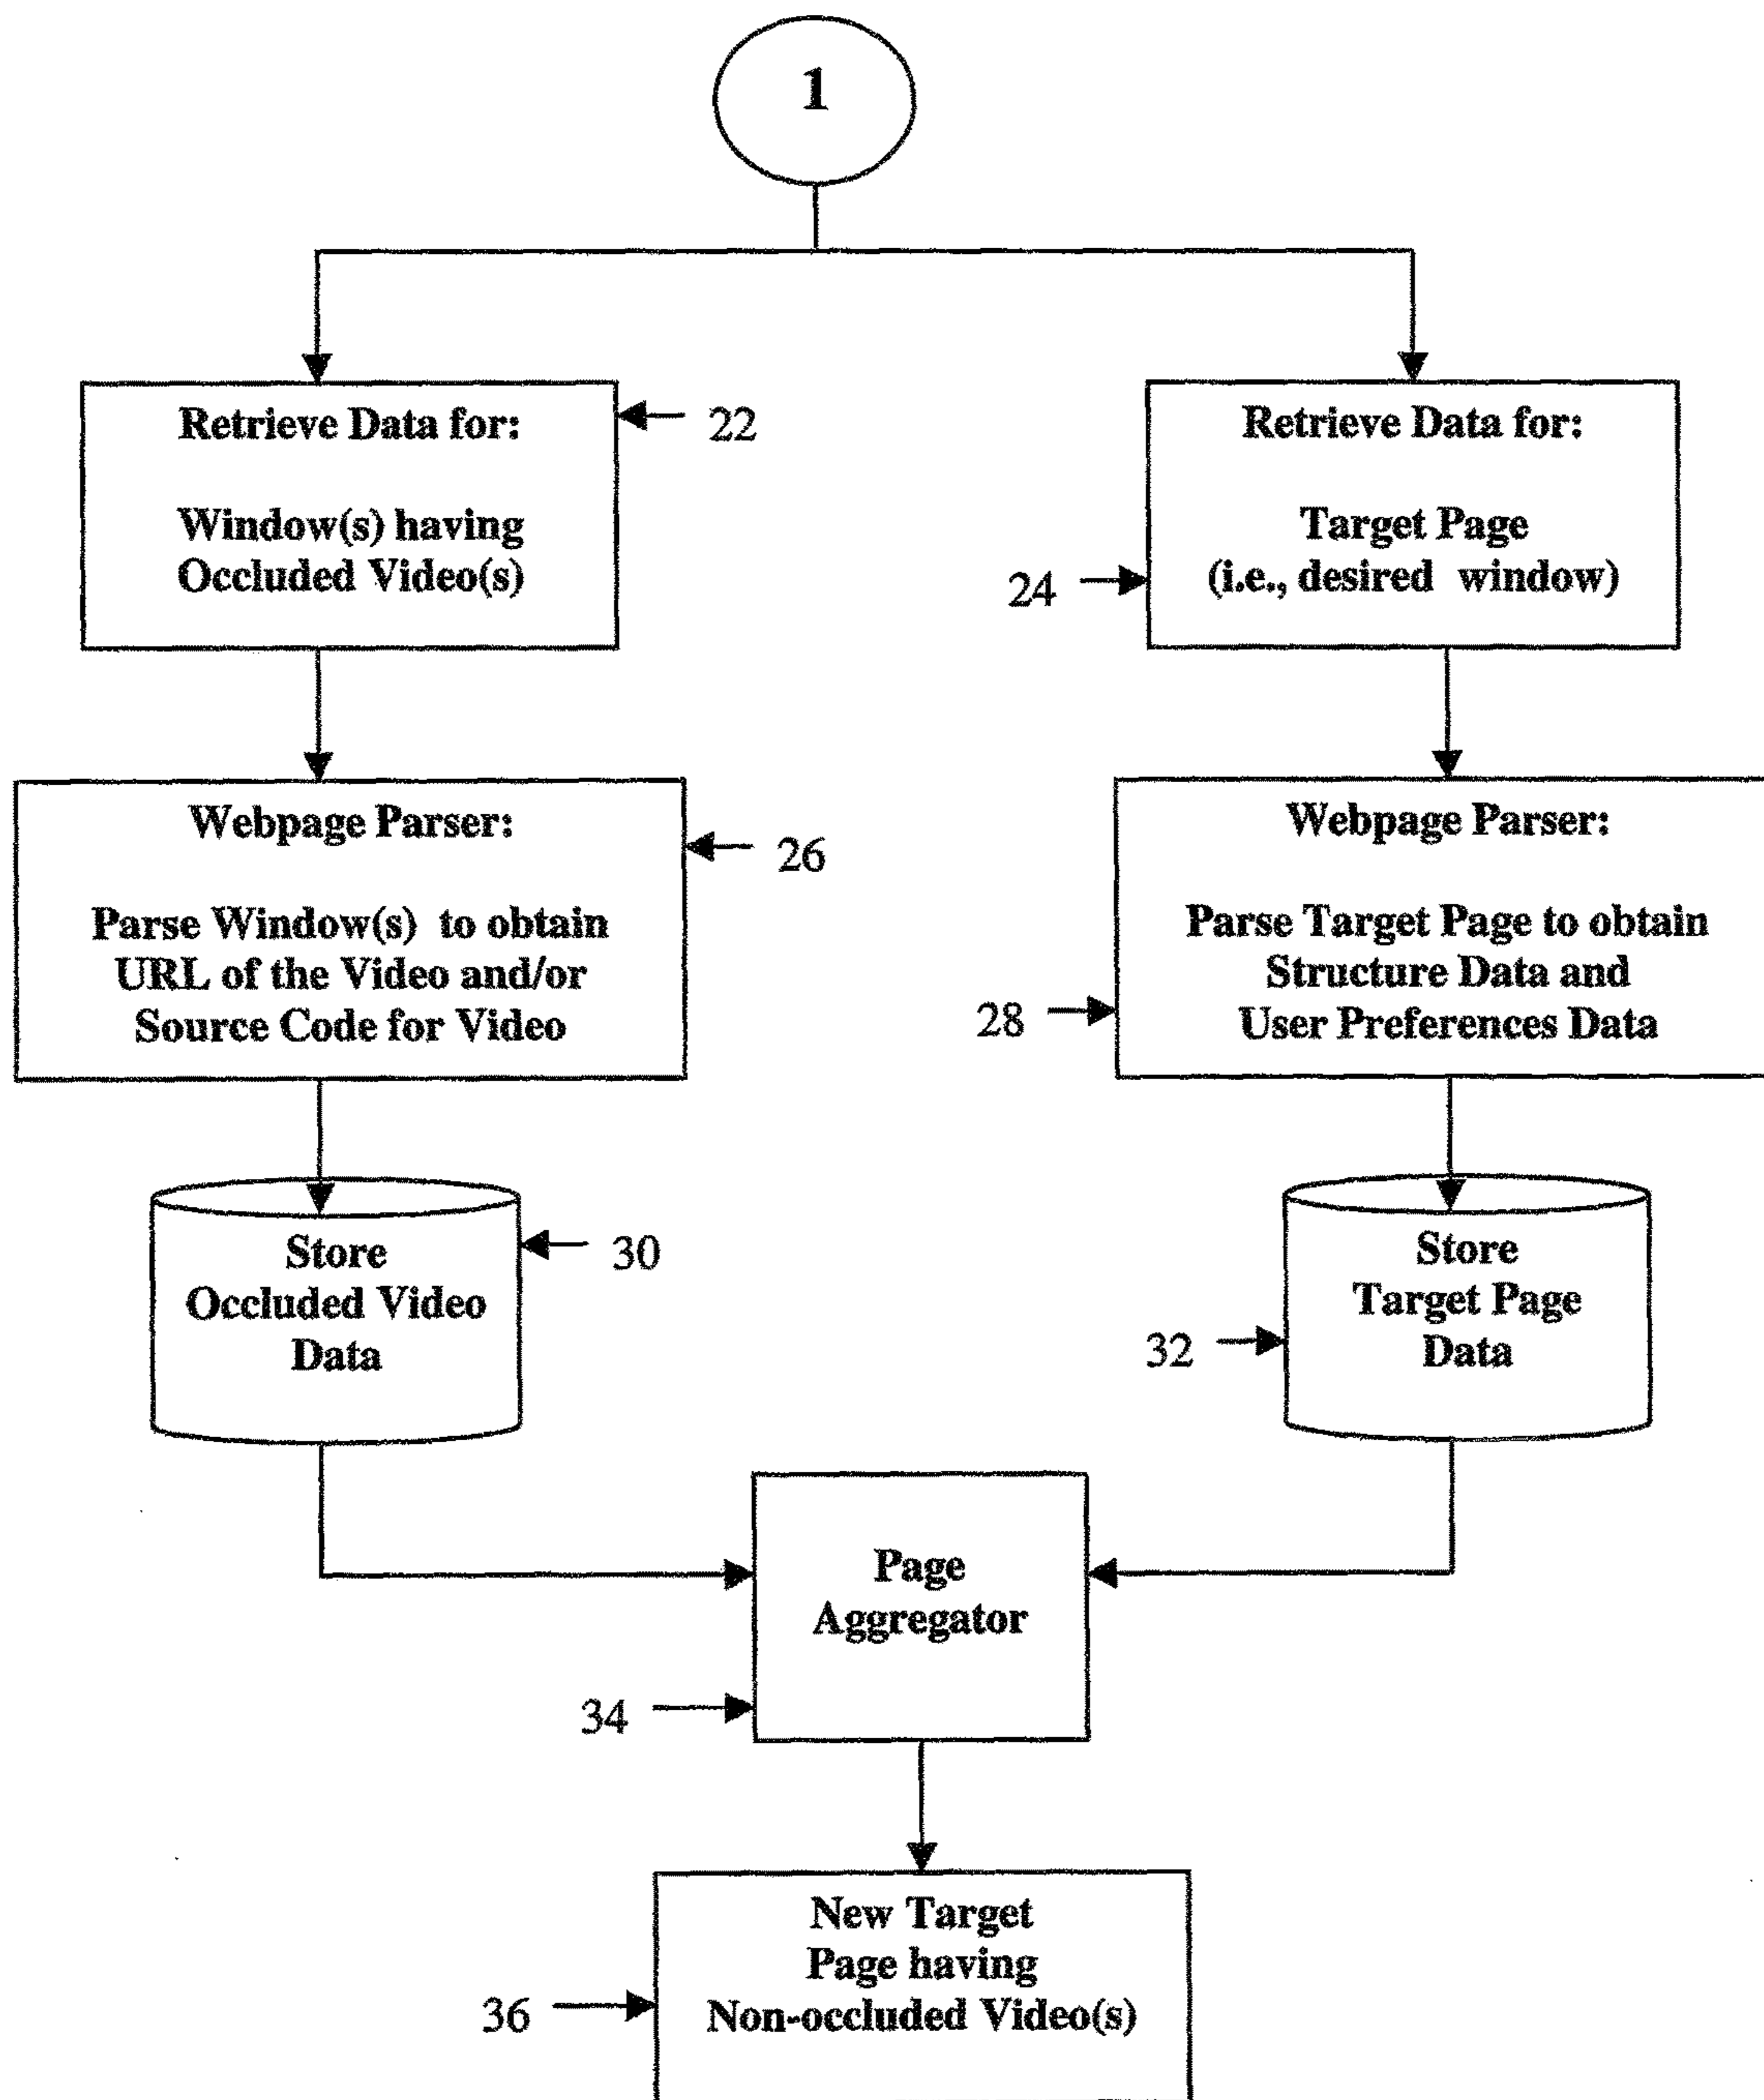 1
Retrieve Data for:
Window(s) having
Occluded Video(s)
22
Retrieve Data for:
Target Page
(i.e., desired window)
24
Webpage Parser:
Parse Window(s) to obtain
URL of the Video and/or
Source Code for Video
26
Webpage Parser:
Parse Target Page to obtain
Structure Data and
User Preferences Data
28
Store
Occluded Video
Data
30
Store
Target Page
Data
32
Page
Aggregator
34
New Target
Page having
Non-occluded Video(s)
36